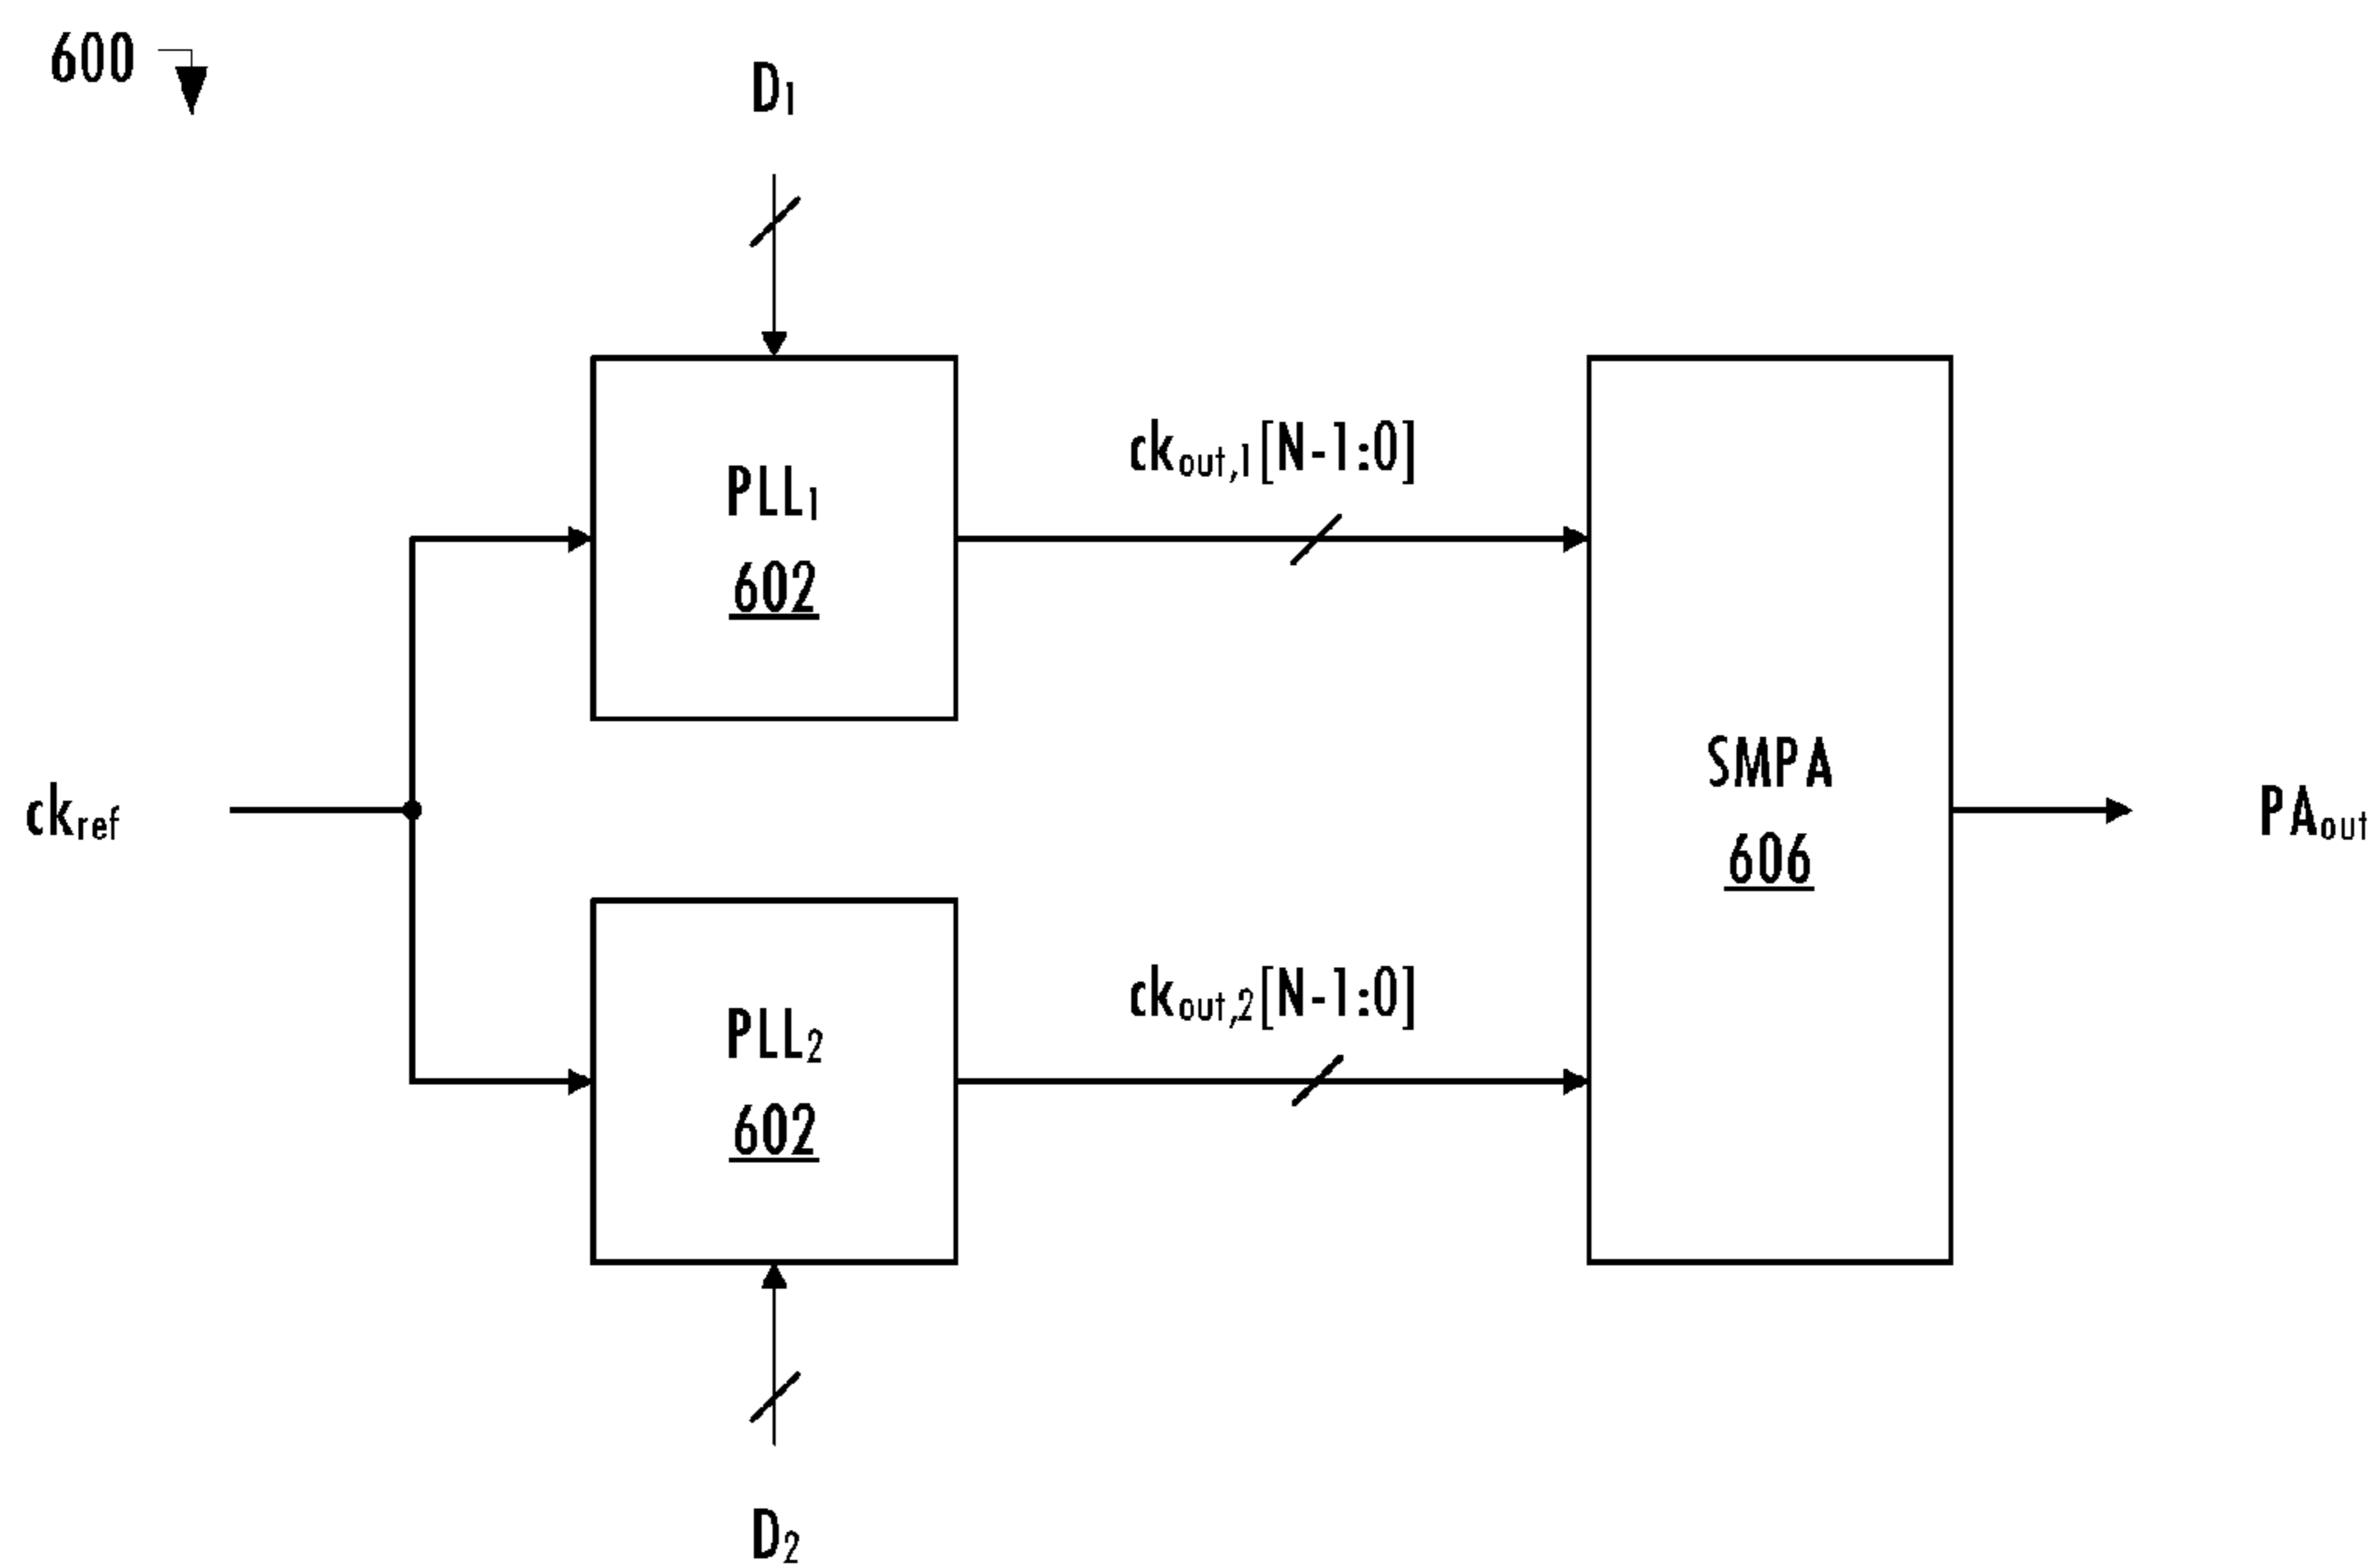 600
D1
ckout,1[N-1:0]
PLL1
602
SMPA
606
ckref
PAout
ckout,2[N-1:0]
PLL2
602
D2